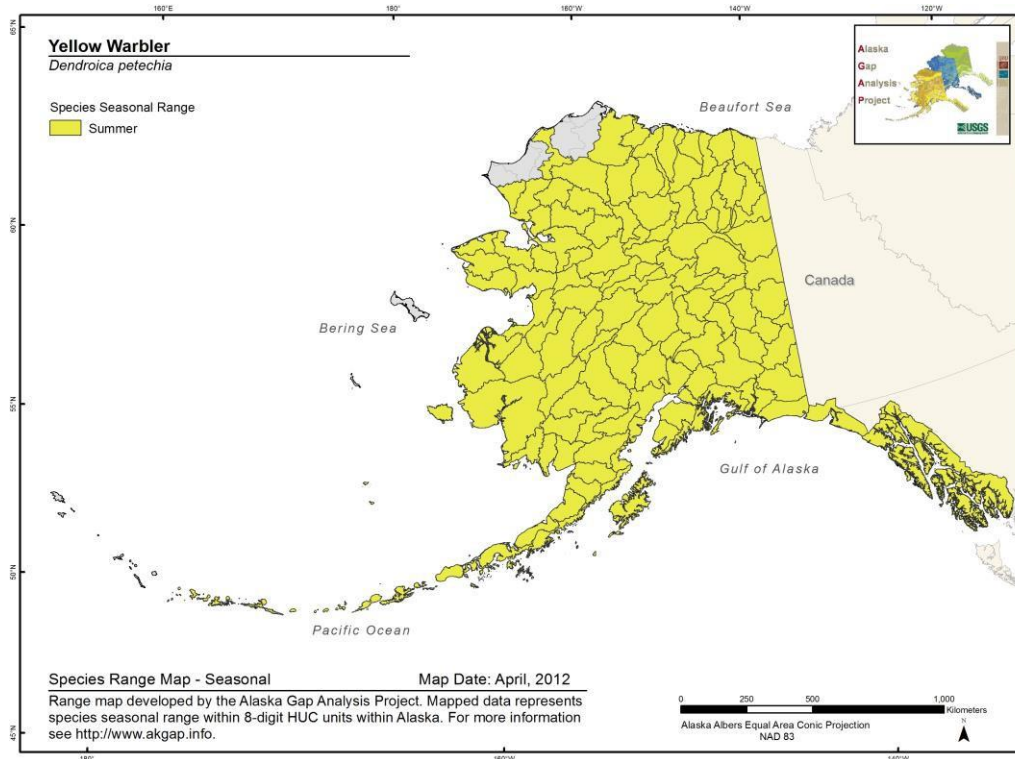 160°E
180°
160°W
140°W
120°W
65°N
Yellow Warbler
Dendroica petechia
Species Seasonal Range
Summer
Alaska
Gap
Analysis
Project
USGS
Beaufort Sea
60°N
Canada
Bering Sea
55°N
Gulf of Alaska
50°N
Pacific Ocean
Species Range Map - Seasonal Map Date: April, 2012
Range map developed by the Alaska Gap Analysis Project. Mapped data represents
species seasonal range within 8-digit HUC units within Alaska. For more information
see http://www.akgap.info.
0 250 500 1,000
Kilometers
Alaska Albers Equal Area Conic Projection
NAD 83
N
45°N
180°
160°W
140°W